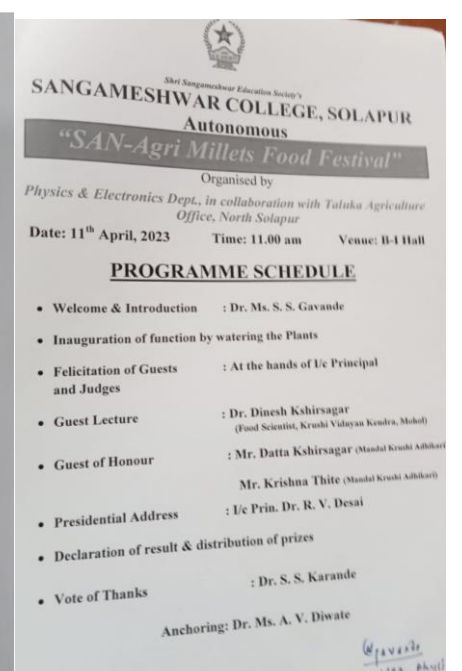 Shri Sangameshwar Education Society's
SANGAMESHWAR COLLEGE, SOLAPUR
Autonomous
"SAN-Agri Millets Food Festival"
Organised by
Physics & Electronics Dept., in collaboration with Taluka Agriculture
Office, North Solapur
Date: 11th April, 2023 Time: 11.00 am Venue: B-1 Hall
PROGRAMME SCHEDULE
• Welcome & Introduction : Dr. Ms. S. S. Gavande
• Inauguration of function by watering the Plants
• Felicitation of Guests : At the hands of I/c Principal
and Judges
• Guest Lecture : Dr. Dinesh Kshirsagar
(Food Scientist, Krushi Vidnyan Kendra, Mohol)
• Guest of Honour : Mr. Datta Kshirsagar (Mandal Krushi Adhikari)
Mr. Krishna Thite (Mandal Krushi Adhikari)
• Presidential Address : I/c Prin. Dr. R. V. Desai
• Declaration of result & distribution of prizes
• Vote of Thanks : Dr. S. S. Karande
Anchoring: Dr. Ms. A. V. Diwate